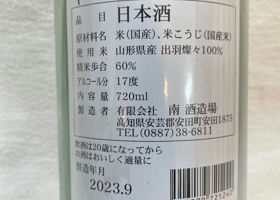 品目 日本酒
原材料名 米(国産)、米こうじ(国産米)
使用米 山形県産 出羽燦々100%
精米歩合 60%
アルコール分 17度
内容量 720ml
製造者 有限会社 南 酒造場
高知県安芸郡安田町安田1875
TEL(0887)38-6811
飲酒は20歳になってから
お酒はおいしく適量に
製造年月
2023.9